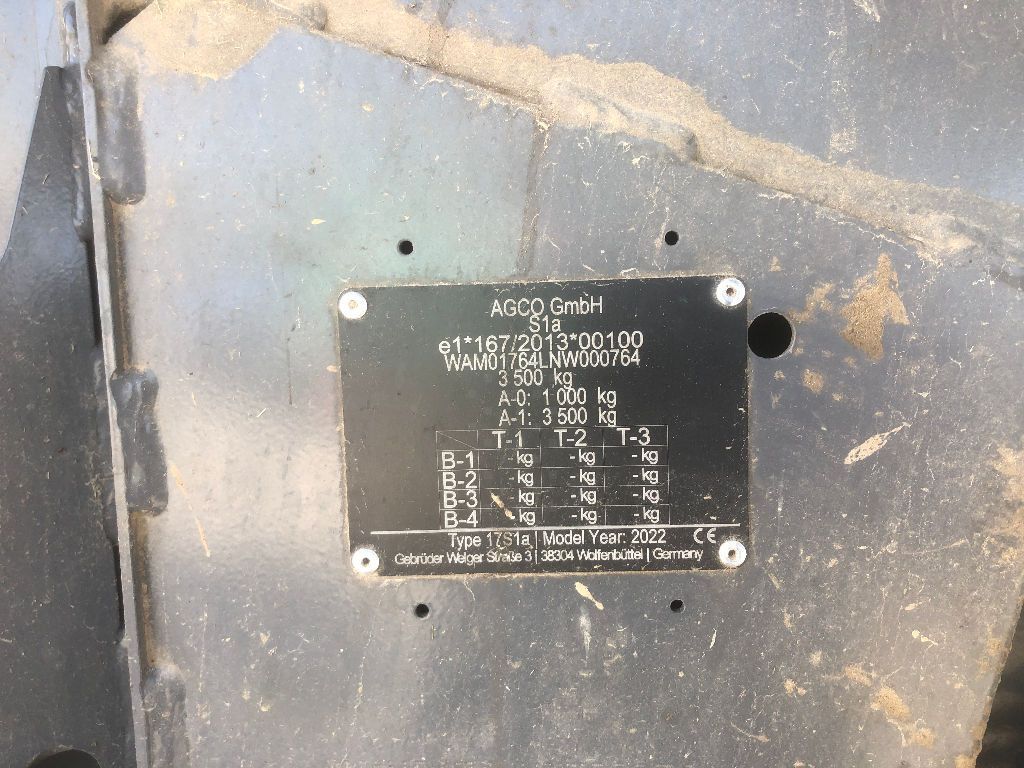 AGCO GmbH
S1a
e1*167/2013*00100
WAM01764LNW000764
3 500 kg
A-0: 1 000 kg
A-1: 3 500 kg
T-1 T-2 T-3
B-1 - kg - kg - kg
B-2 - kg - kg - kg
B-3 - kg - kg - kg
B-4 - kg - kg - kg -
Type 17S1a | Model Year: 2022 CE
Gebrüder Welger Straße 3 | 38304 Wolfenbüttel | Germany